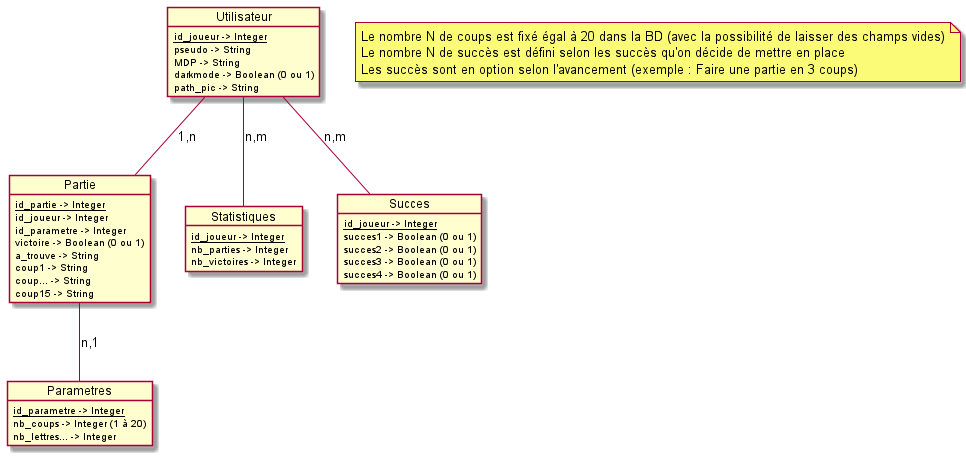 Utilisateur
id_joueur -> Integer
pseudo -> String
MDP -> String
darkmode -> Boolean (0 ou 1)
path_pic -> String
Le nombre N de coups est fixé égal à 20 dans la BD (avec la possibilité de laisser des champs vides)
Le nombre N de succès est défini selon les succès qu'on décide de mettre en place
Les succès sont en option selon l'avancement (exemple : Faire une partie en 3 coups)
1,n
n,m
n,m
Partie
id_partie -> Integer
id_joueur -> Integer
id_parametre -> Integer
victoire -> Boolean (0 ou 1)
a_trouve -> String
coup1 -> String
coup... -> String
coup15 -> String
Statistiques
id_joueur -> Integer
nb_parties -> Integer
nb_victoires -> Integer
Succes
id_joueur -> Integer
succes1 -> Boolean (0 ou 1)
succes2 -> Boolean (0 ou 1)
succes3 -> Boolean (0 ou 1)
succes4 -> Boolean (0 ou 1)
n,1
Parametres
id_parametre -> Integer
nb_coups -> Integer (1 à 20)
nb_lettres... -> Integer